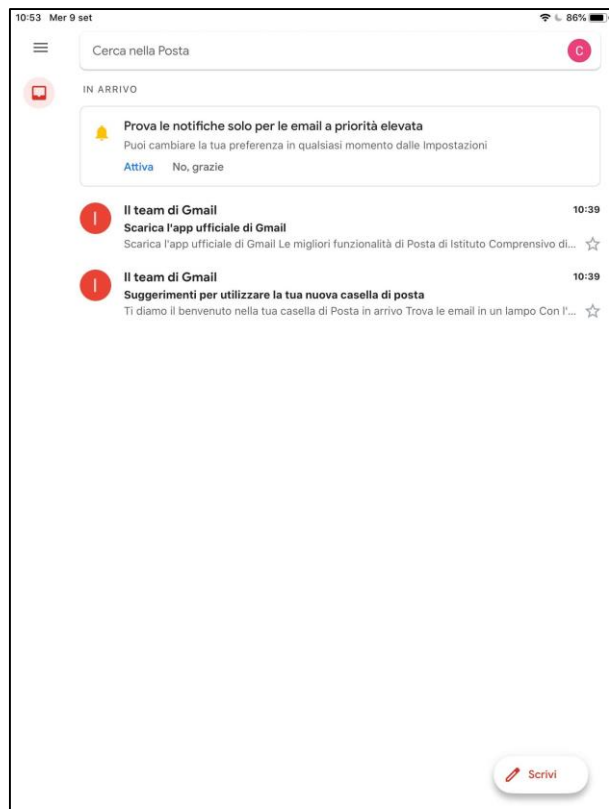 10:53 Mer 9 set 86%
Cerca nella Posta C
IN ARRIVO
Prova le notifiche solo per le email a priorità elevata
Puoi cambiare la tua preferenza in qualsiasi momento dalle Impostazioni
Attiva No, grazie
I Il team di Gmail 10:39
Scarica l'app ufficiale di Gmail
Scarica l'app ufficiale di Gmail Le migliori funzionalità di Posta di Istituto Comprensivo di...
I Il team di Gmail 10:39
Suggerimenti per utilizzare la tua nuova casella di posta
Ti diamo il benvenuto nella tua casella di Posta in arrivo Trova le email in un lampo Con l'...
Scrivi